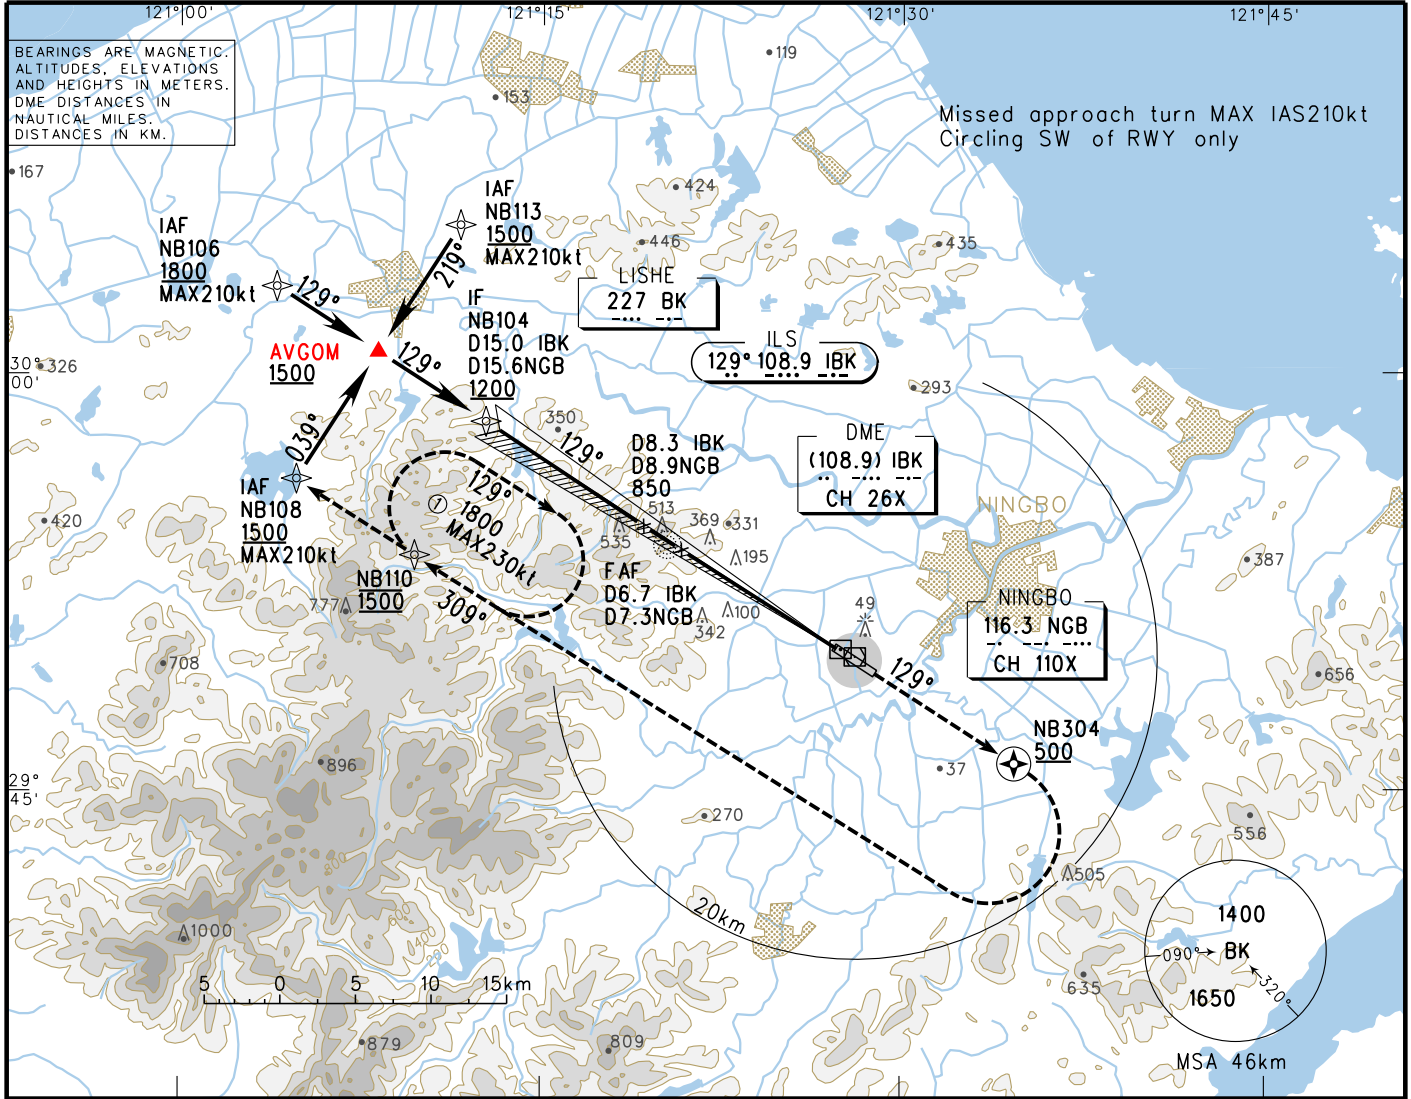 121°00'
121°15'
121°30'
121°45'
BEARINGS ARE MAGNETIC.
ALTITUDES, ELEVATIONS
AND HEIGHTS IN METERS.
DME DISTANCES IN
NAUTICAL MILES.
DISTANCES IN KM.
119
153
Missed approach turn MAX IAS210kt
Circling SW of RWY only
167
424
IAF
NB113
1500
MAX210kt
219°
IAF
NB106
1800
MAX210kt
129°
446
435
LISHE
227 BK
IF
NB104
D15.0 IBK
D15.6NGB
1200
ILS
129° 108.9 IBK
AVGOM
1500
129°
30°
00'
326
293
350
129°
D8.3 IBK
D8.9NGB
850
DME
(108.9) IBK
CH 26X
039°
IAF
NB108
1500
MAX210kt
129°
① 1800
MAX230kt
513
535
369
331
195
NINGBO
420
387
NB110
1500
309°
777
FAF
D6.7 IBK
D7.3NGB
100
342
49
NINGBO
116.3 NGB
CH 110X
708
656
129°
NB304
500
896
37
29°
45'
270
556
800
505
600
400
200
1000
20km
1400
090° BK
320°
1650
635
5 0 5 10 15km
879
809
MSA 46km